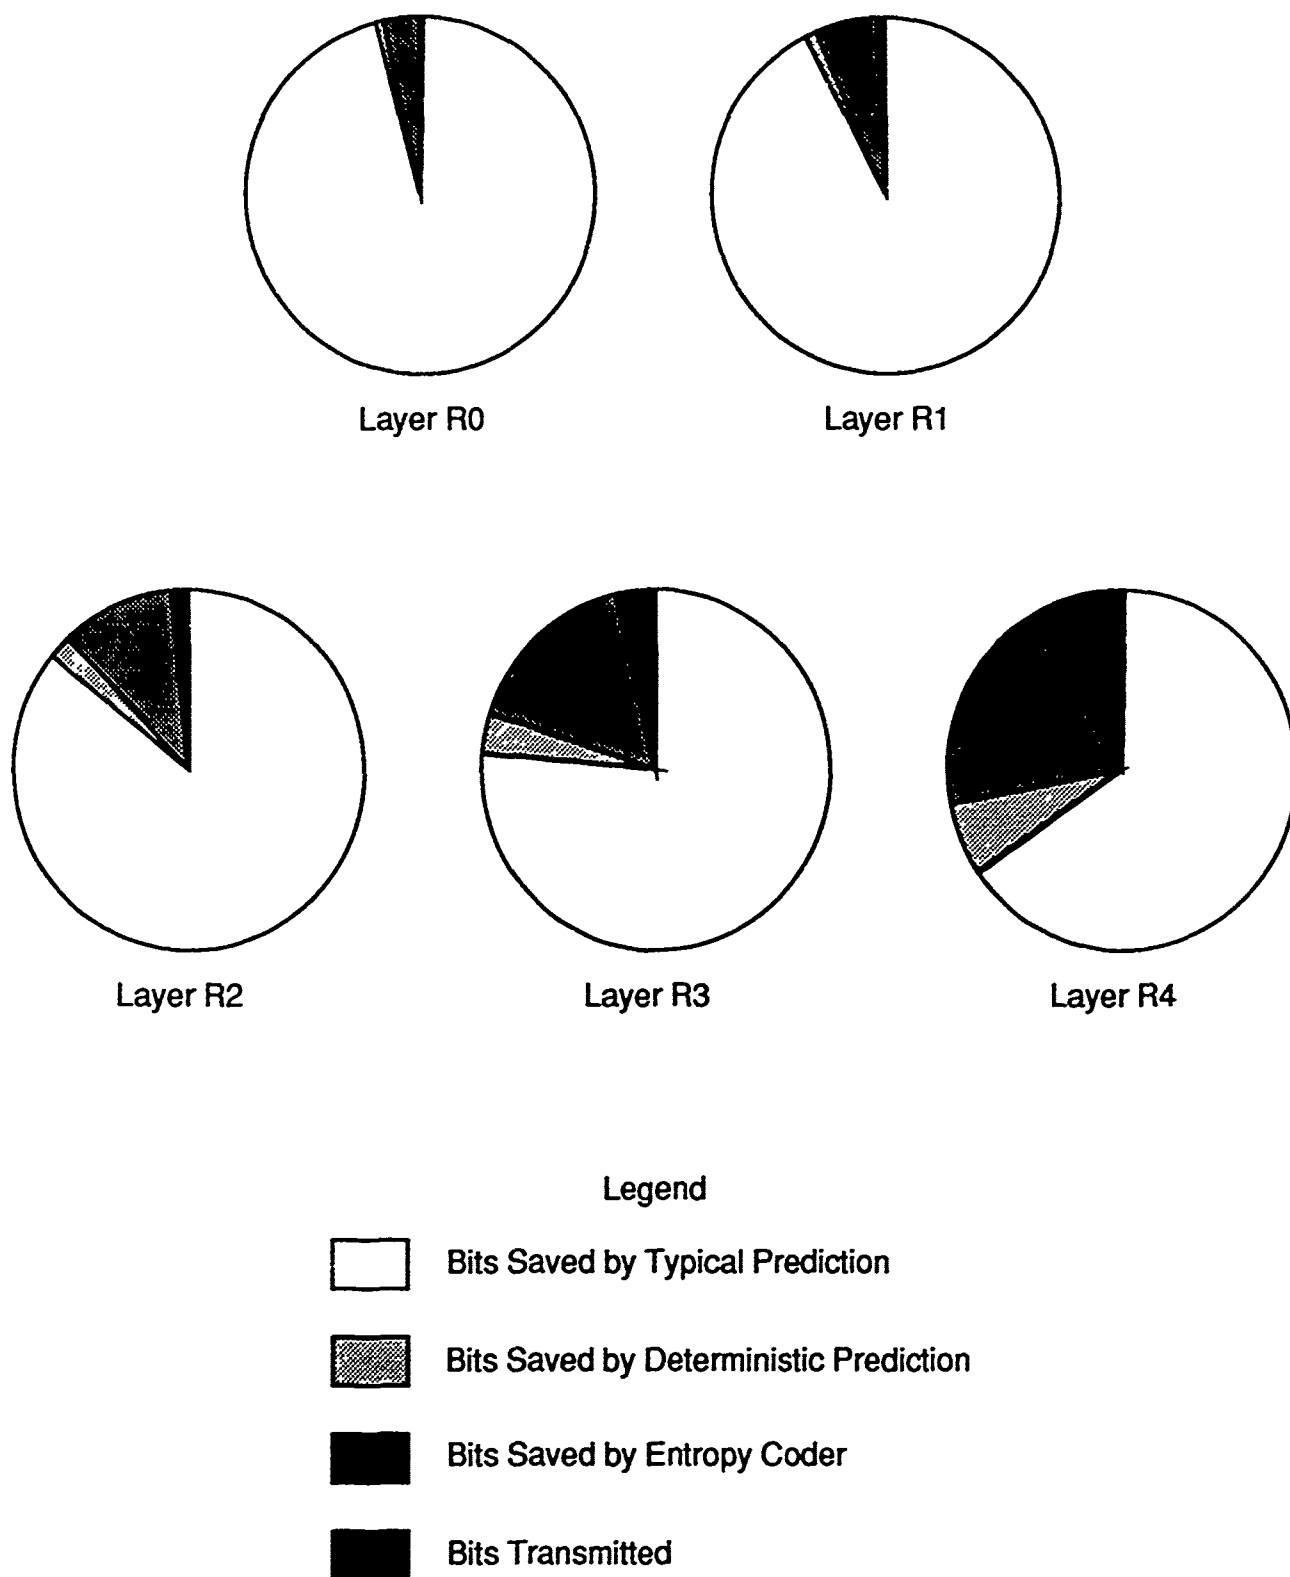 Layer R0
Layer R1
Layer R2
Layer R3
Layer R4
Legend
Bits Saved by Typical Prediction
Bits Saved by Deterministic Prediction
Bits Saved by Entropy Coder
Bits Transmitted